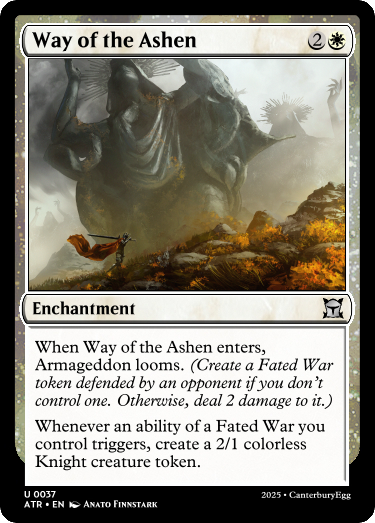 Way of the Ashen 2
Enchantment
When Way of the Ashen enters,
Armageddon looms. (Create a Fated War
token defended by an opponent if you don't
control one. Otherwise, deal 2 damage to it.)
Whenever an ability of a Fated War you
control triggers, create a 2/1 colorless
Knight creature token.
U 0037
ATR • EN Anato Finnstark 2025 • CanterburyEgg